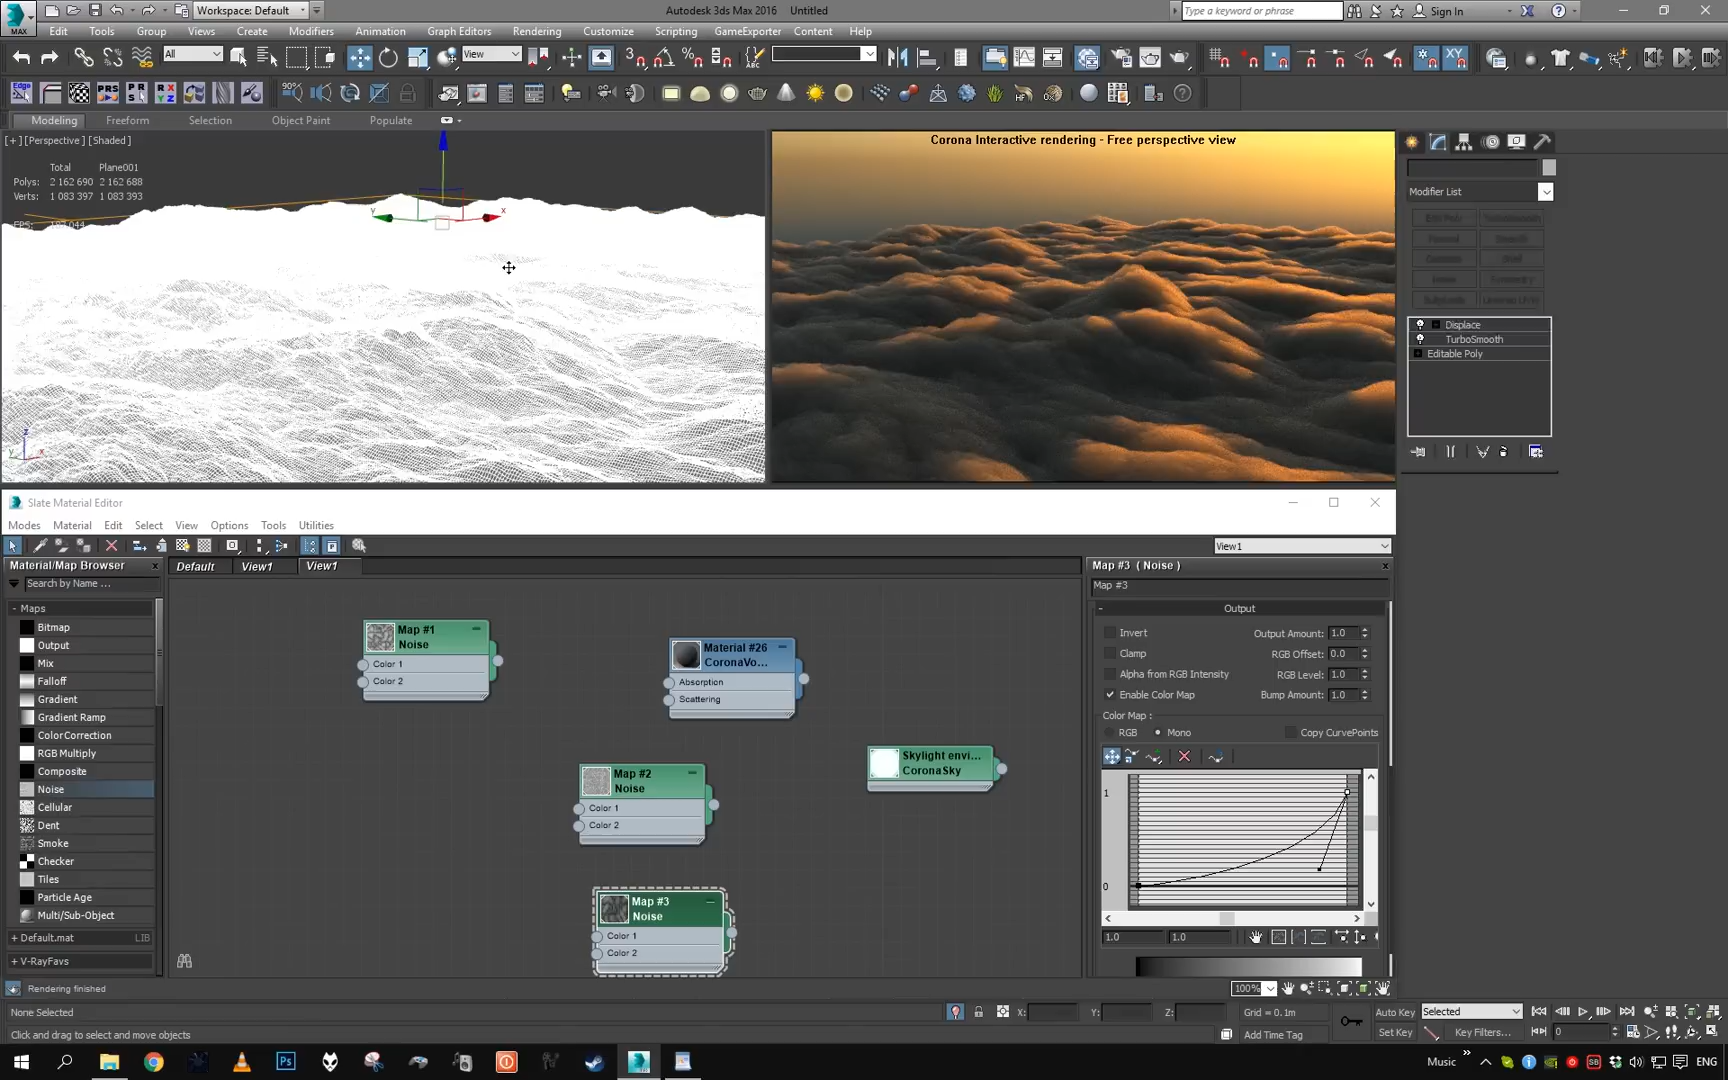 MAX
Workspace: Default
Autodesk 3ds Max 2016 Untitled
Type a keyword or phrase
Sign In
Edit Tools Group Views Create Modifiers Animation Graph Editors Rendering Customize Scripting GameExporter Content Help
All
View
XY
Modeling Freeform Selection Object Paint Populate
[+] [Perspective] [Shaded]
Total Plane001
Polys: 2 162 690 2 162 688
Verts: 1 083 397 1 083 393
FPS:
Corona Interactive rendering - Free perspective view
Modifier List
Displace
TurboSmooth
Editable Poly
Slate Material Editor
Modes Material Edit Select View Options Tools Utilities
View1
Material/Map Browser
Default View1 View1
Map #3 ( Noise )
Search by Name ...
Map #3
- Maps
Bitmap
Output
Mix
Falloff
Gradient
Gradient Ramp
ColorCorrection
RGB Multiply
Composite
Noise
Cellular
Dent
Smoke
Checker
Tiles
Particle Age
Multi/Sub-Object
+ Default.mat LIB
+ V-RayFavs
Map #1
Noise
Color 1
Color 2
Material #26
CoronaVo...
Absorption
Scattering
Skylight envi...
CoronaSky
Map #2
Noise
Color 1
Color 2
Map #3
Noise
Color 1
Color 2
- Output
Invert Output Amount: 1.0
Clamp RGB Offset: 0.0
Alpha from RGB Intensity RGB Level: 1.0
Enable Color Map Bump Amount: 1.0
Color Map :
RGB Mono Copy CurvePoints
1
0
1.0 1.0
Rendering finished
100%
None Selected
X: Y: Z: Grid = 0.1m
Auto Key Selected
Click and drag to select and move objects
Add Time Tag
Set Key Key Filters... 0
Music ENG